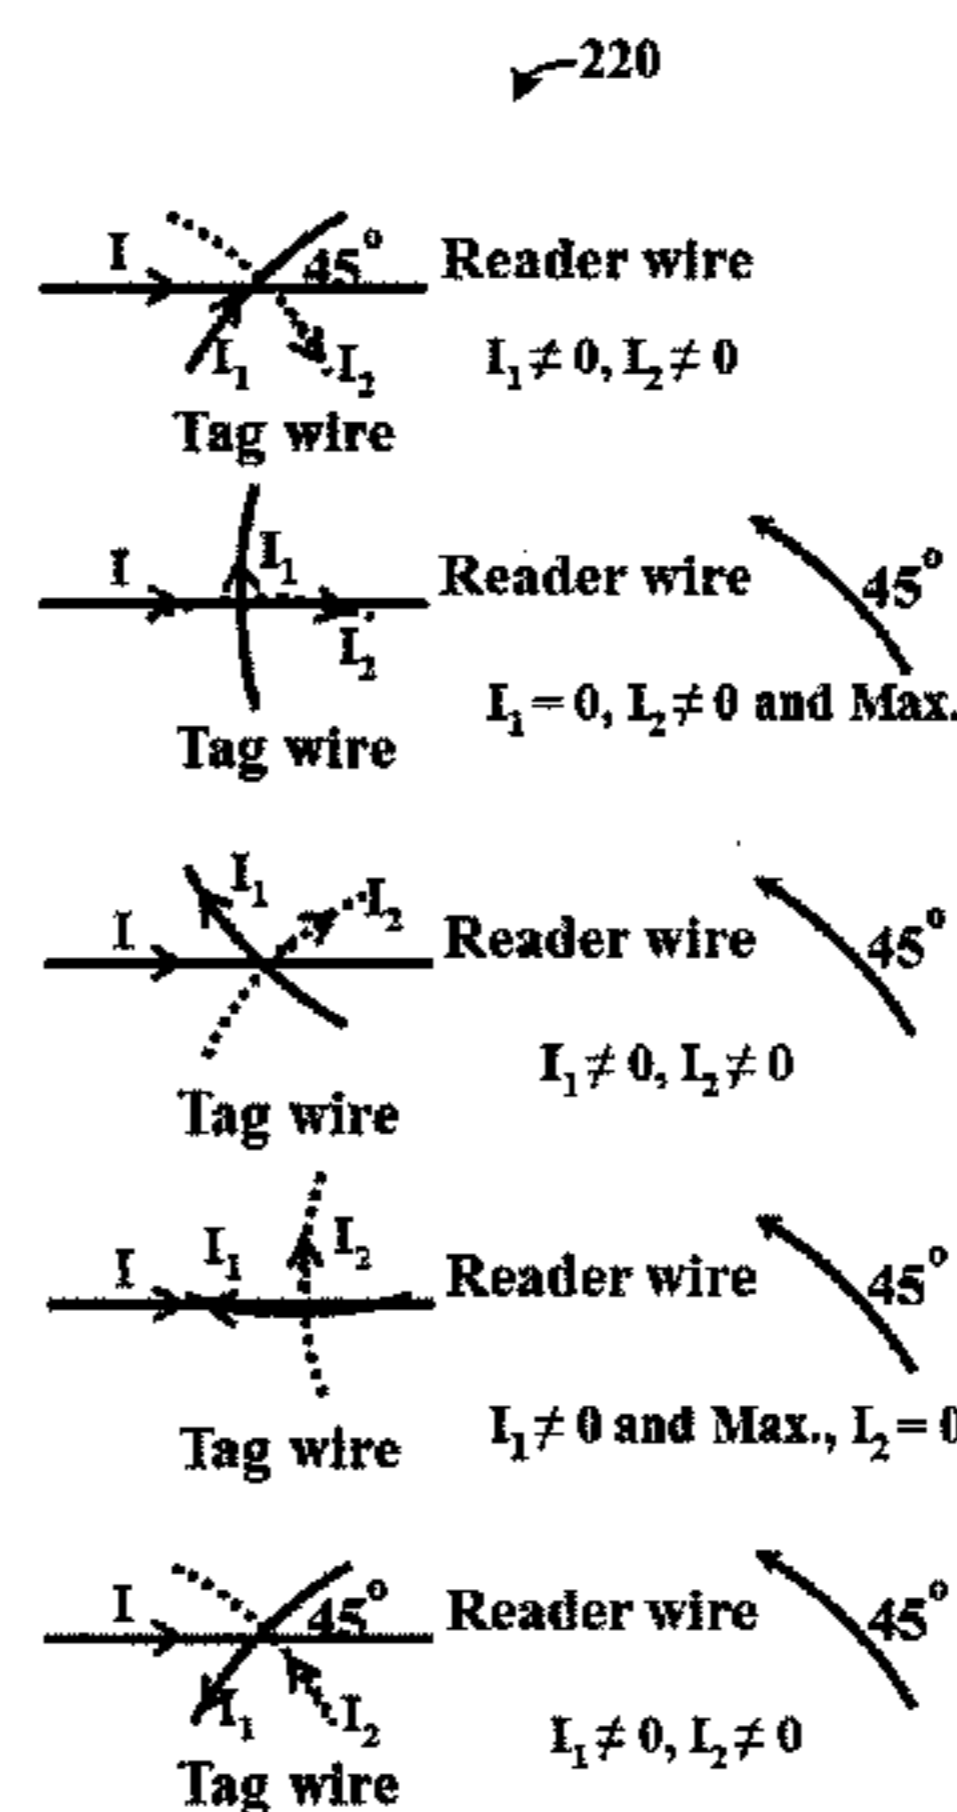 220
I 45° Reader wire
I₁ I₂ I₁ ≠ 0, I₂ ≠ 0
Tag wire
I I₁ Reader wire 45°
I₂ I₁ = 0, I₂ ≠ 0 and Max.
Tag wire
I₁ I₂
I Reader wire 45°
I₁ ≠ 0, I₂ ≠ 0
Tag wire
I I₁ I₂ Reader wire 45°
I₁ ≠ 0 and Max., I₂ = 0
Tag wire
I 45° Reader wire 45°
I₁ I₂ I₁ ≠ 0, I₂ ≠ 0
Tag wire